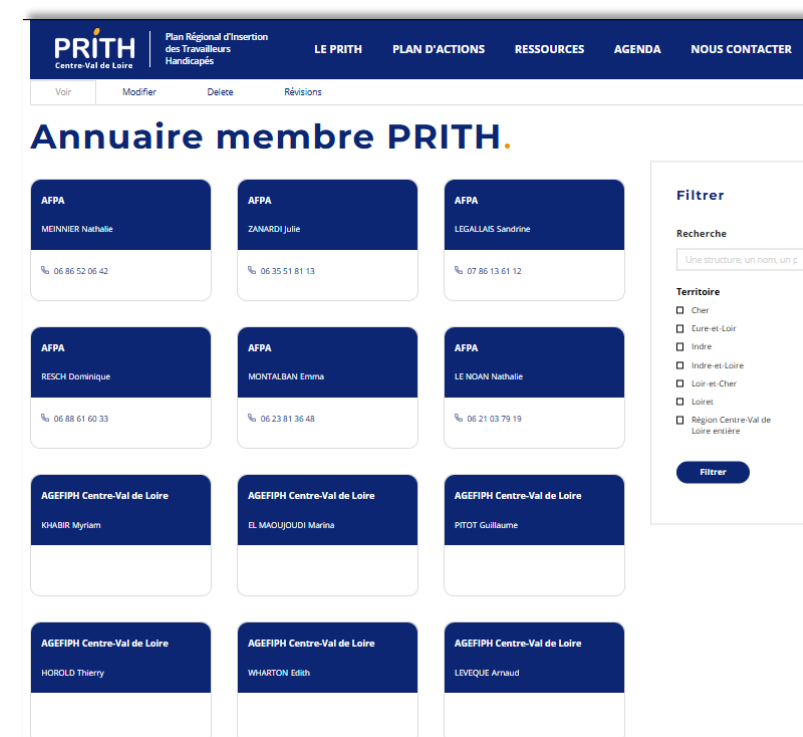 PRITH
Centre-Val de Loire
Plan Régional d'Insertion
des Travailleurs
Handicapés
LE PRITH
PLAN D'ACTIONS
RESSOURCES
AGENDA
NOUS CONTACTER
Voir
Modifier
Delete
Révisions
Annuaire membre PRITH.
AFPA
MEINNIER Nathalie
06 86 52 06 42
AFPA
ZANARDI Julie
06 35 51 81 13
AFPA
LEGALLAIS Sandrine
07 86 13 61 12
AFPA
RESCH Dominique
06 88 61 60 33
AFPA
MONTALBAN Emma
06 23 81 36 48
AFPA
LE NOAN Nathalie
06 21 03 79 19
AGEFIPH Centre-Val de Loire
KHABIR Myriam
AGEFIPH Centre-Val de Loire
EL MAOUJOUDI Marina
AGEFIPH Centre-Val de Loire
PITOT Guillaume
AGEFIPH Centre-Val de Loire
HOROLD Thierry
AGEFIPH Centre-Val de Loire
WHARTON Edith
AGEFIPH Centre-Val de Loire
LEVEQUE Arnaud
Filtrer
Recherche
Une structure, un nom, un p
Territoire
Cher
Eure-et-Loir
Indre
Indre-et-Loire
Loir-et-Cher
Loiret
Région Centre-Val de
Loire entière
Filtrer